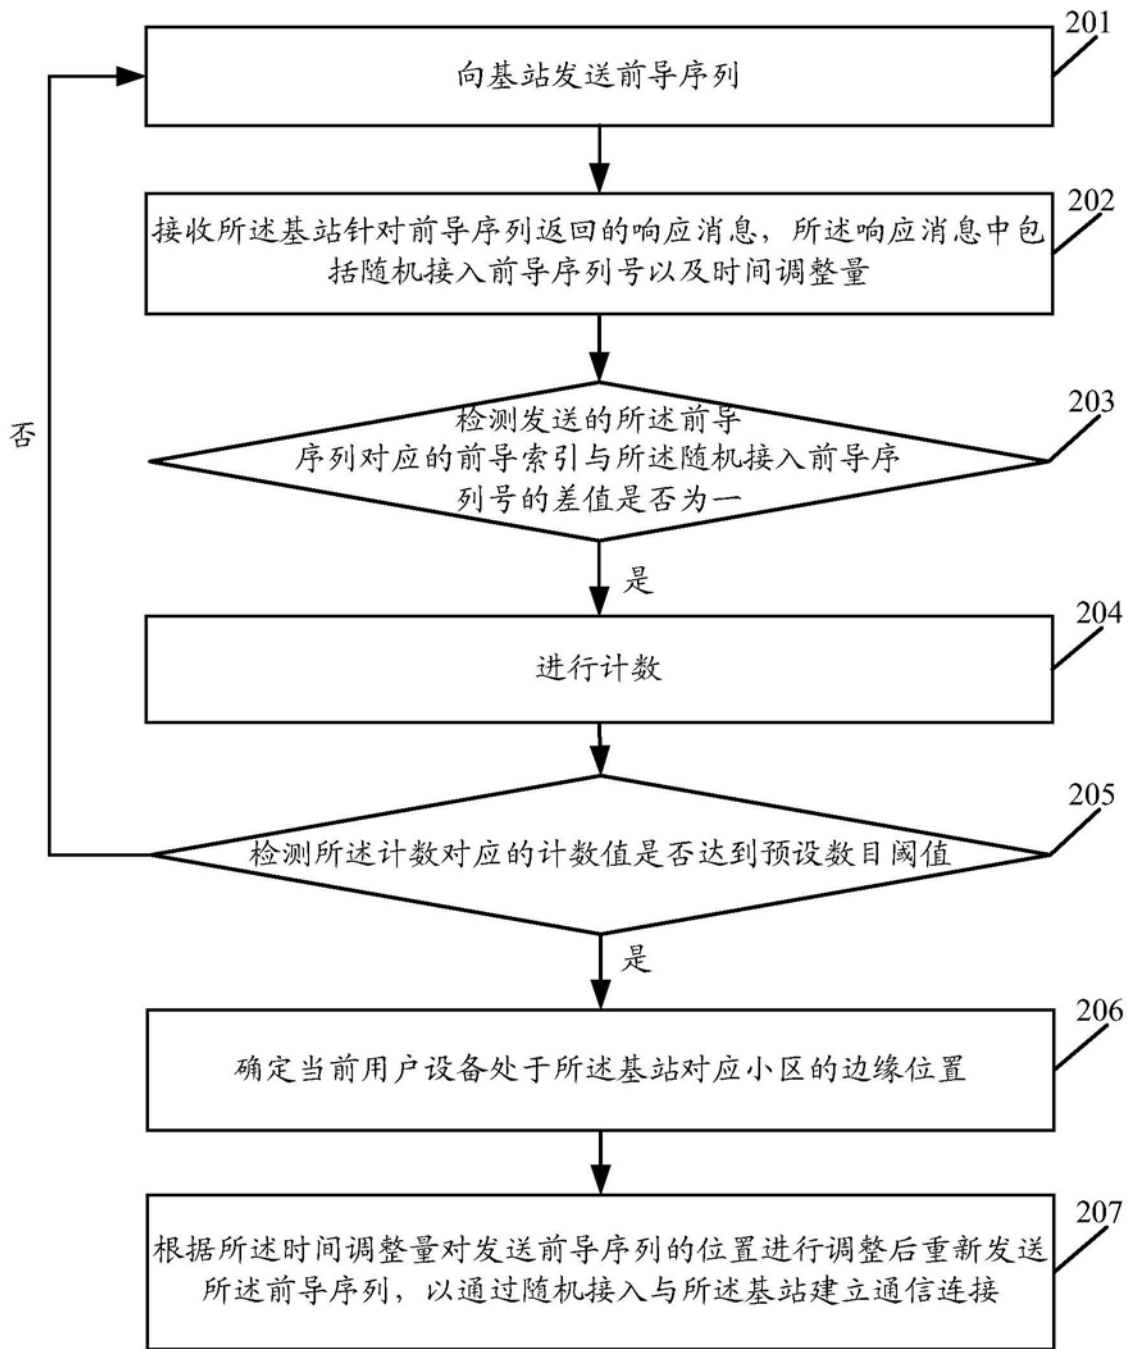 201
向基站发送前导序列
202
接收所述基站针对前导序列返回的响应消息，所述响应消息中包
括随机接入前导序列号以及时间调整量
203
检测发送的所述前导
序列对应的前导索引与所述随机接入前导序
列号的差值是否为一
否
是
204
进行计数
205
检测所述计数对应的计数值是否达到预设数目阈值
是
206
确定当前用户设备处于所述基站对应小区的边缘位置
207
根据所述时间调整量对发送前导序列的位置进行调整后重新发送
所述前导序列，以通过随机接入与所述基站建立通信连接